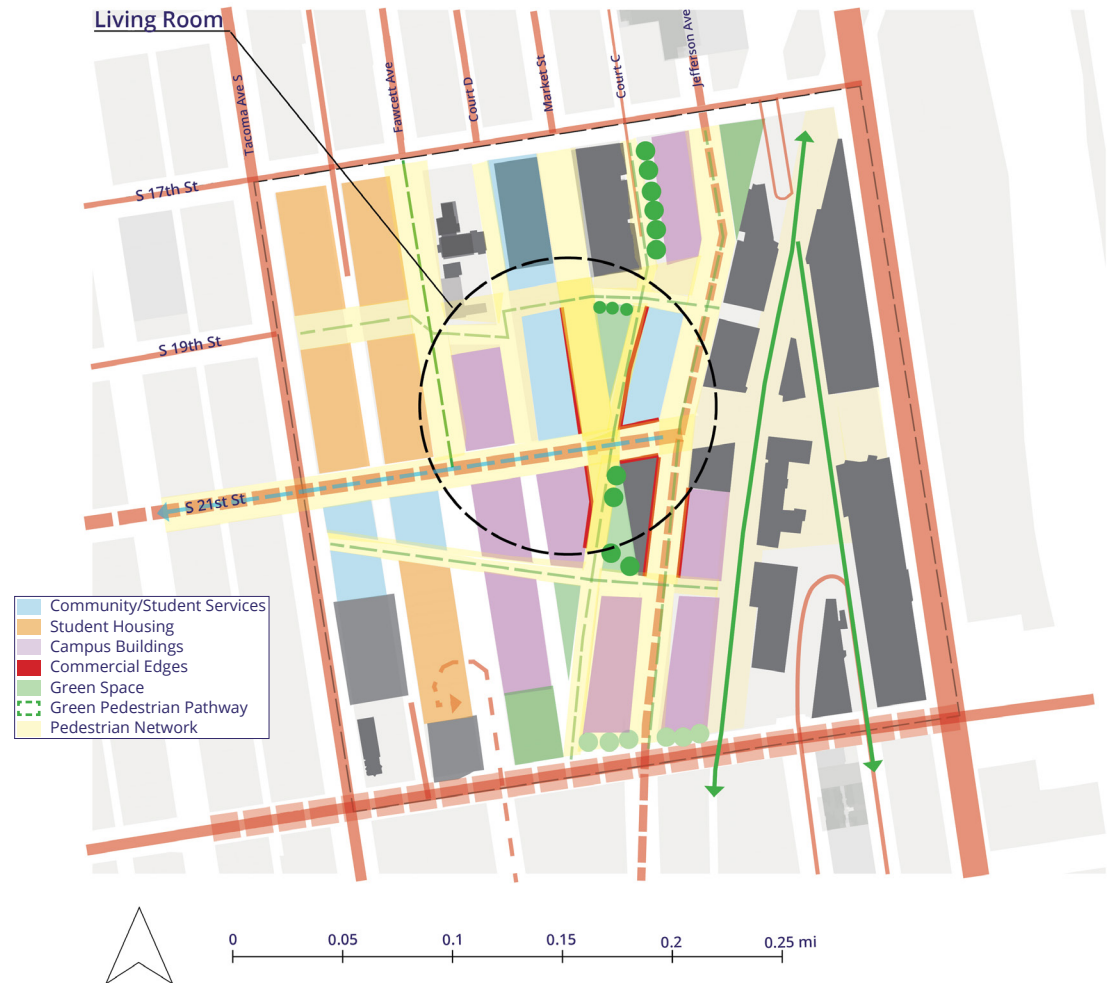 Living Room
Tacoma Ave S
Fawcett Ave
Court D
Market St
Court C
Jefferson Ave
S 17th St
S 19th St
S 21st St
Community/Student Services
Student Housing
Campus Buildings
Commercial Edges
Green Space
Green Pedestrian Pathway
Pedestrian Network
0 0.05 0.1 0.15 0.2 0.25 mi